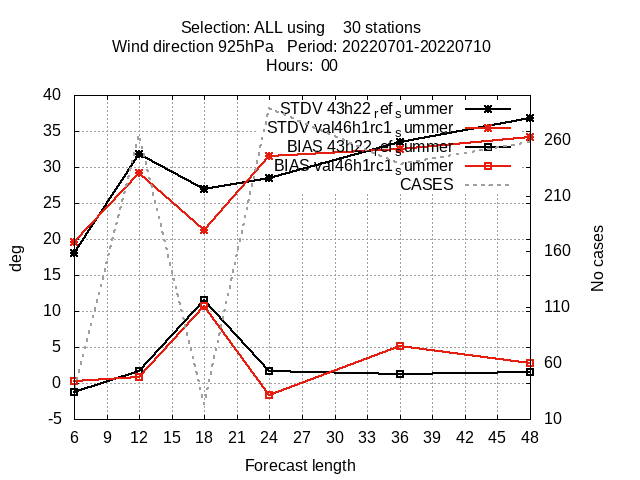 Selection: ALL using    30 stations
Wind direction 925hPa   Period: 20220701-20220710
Hours:  00
STDV 43h22_ref_summer
STDV val46h1rc1_summer
BIAS 43h22_ref_summer
BIAS val46h1rc1_summer
CASES
40
35
30
25
20
15
10
5
0
-5
deg
260
210
160
110
60
10
No cases
6 9 12 15 18 21 24 27 30 33 36 39 42 45 48
Forecast length